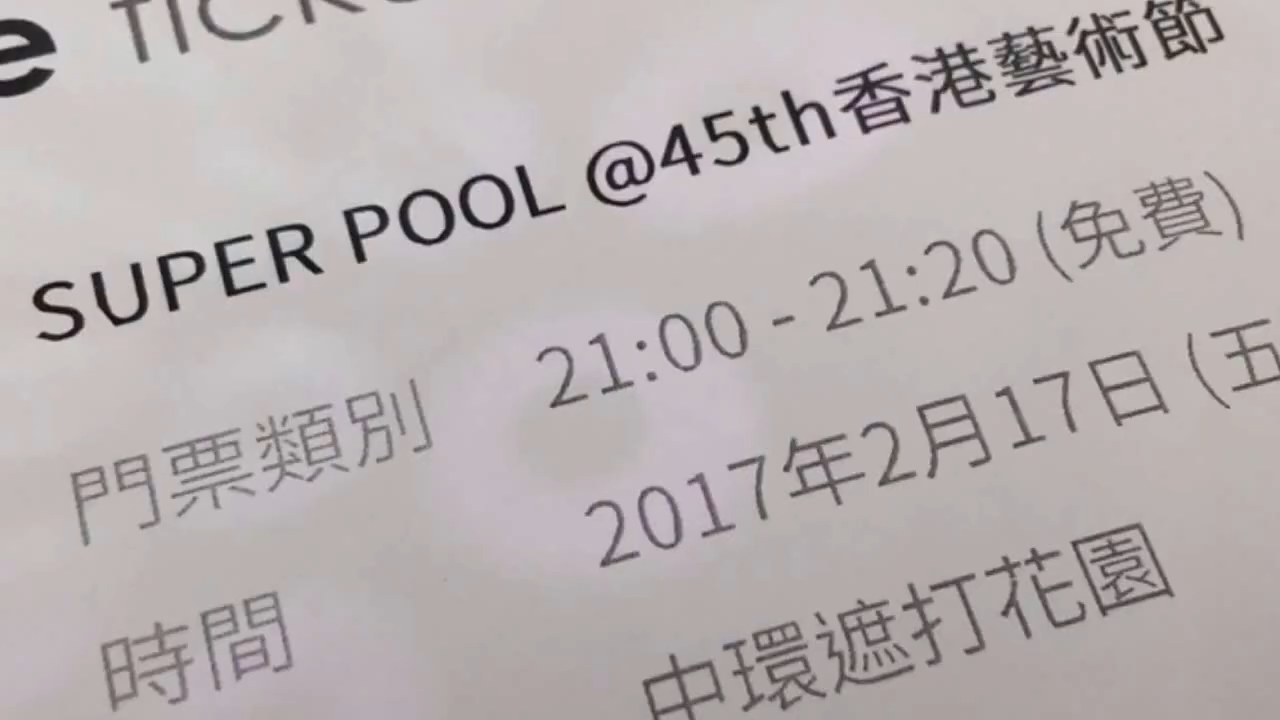 e TICK
SUPER POOL @45th香港藝術節
門票類別 21:00 - 21:20 (免費)
時間 2017年2月17日 (五
中環遮打花園